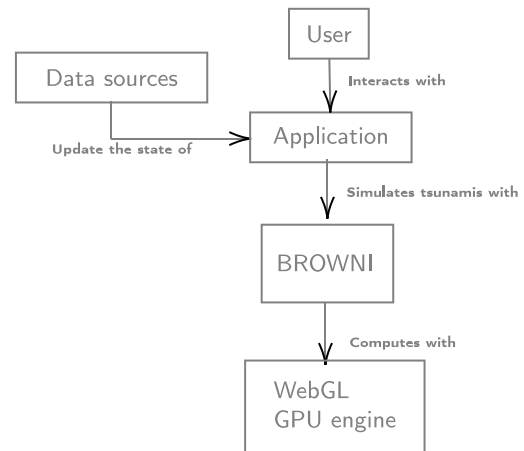 User
Data sources
Interacts with
Application
Update the state of
Simulates tsunamis with
BROWNI
Computes with
WebGL
GPU engine